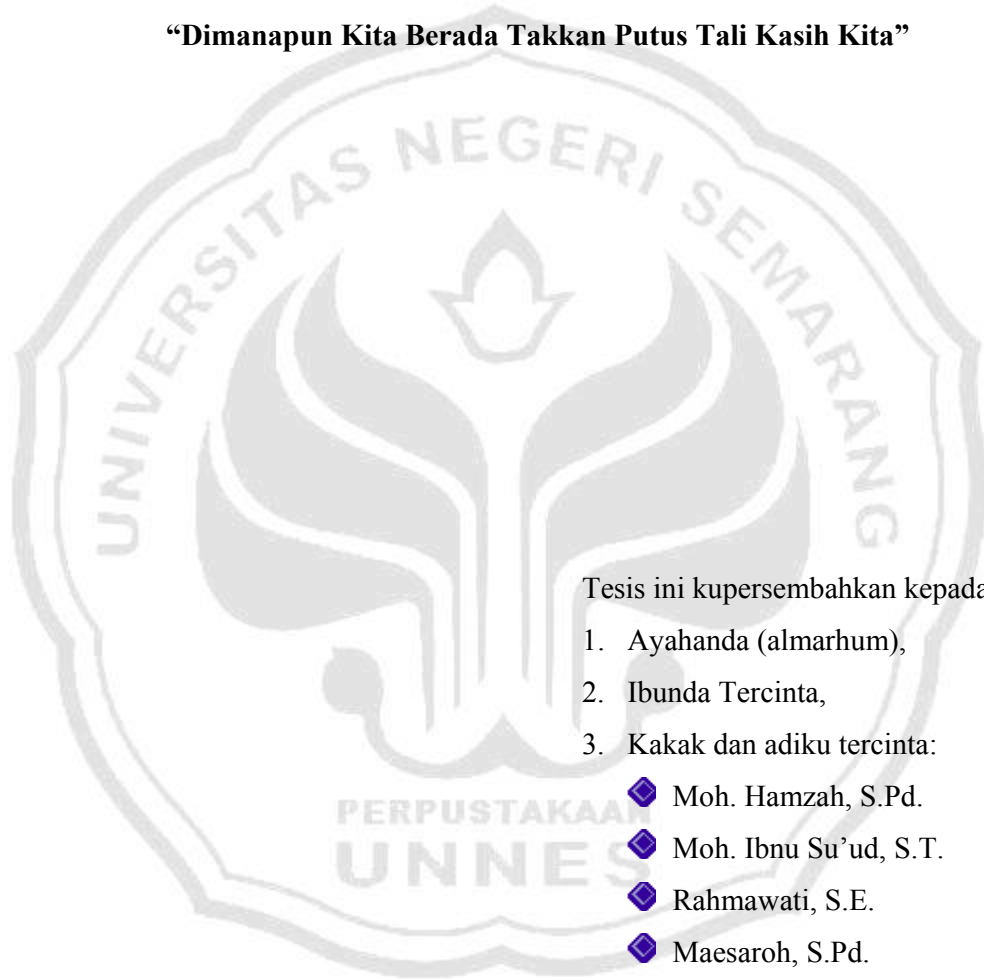 “Dimanapun Kita Berada Takkan Putus Tali Kasih Kita”
UNIVERSITAS NEGERI SEMARANG
Tesis ini kupersembahkan kepada
1. Ayahanda (almarhum),
2. Ibunda Tercinta,
3. Kakak dan adiku tercinta:
Moh. Hamzah, S.Pd.
Moh. Ibnu Su’ud, S.T.
Rahmawati, S.E.
Maesaroh, S.Pd.
PERPUSTAKAAN
UNNES